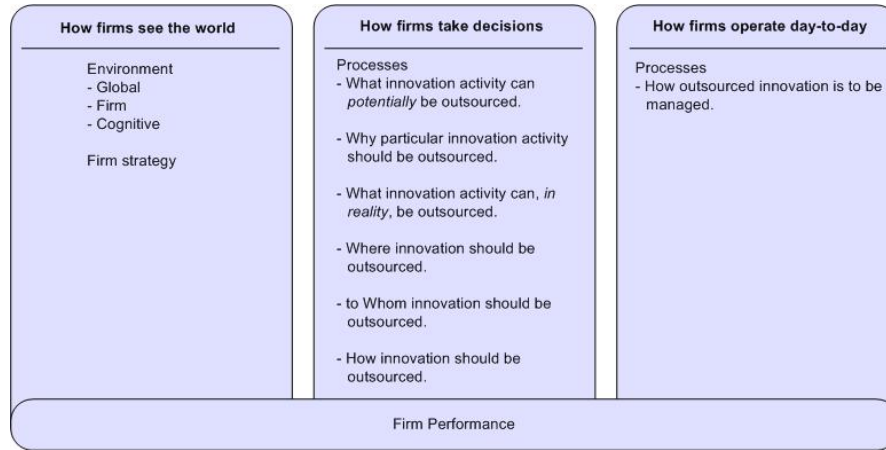 How firms see the world
Environment
- Global
- Firm
- Cognitive
Firm strategy
How firms take decisions
Processes
- What innovation activity can
potentially be outsourced.
- Why particular innovation activity
should be outsourced.
- What innovation activity can, in
reality, be outsourced.
- Where innovation should be
outsourced.
- to Whom innovation should be
outsourced.
- How innovation should be
outsourced.
How firms operate day-to-day
Processes
- How outsourced innovation is to be
managed.
Firm Performance